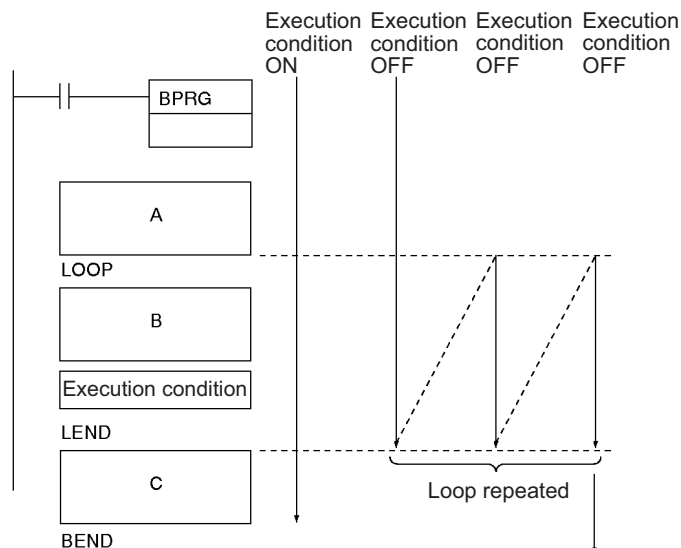 Execution condition ON
Execution condition OFF
Execution condition OFF
Execution condition OFF
BPRG
A
LOOP
B
Execution condition
LEND
C
Loop repeated
BEND